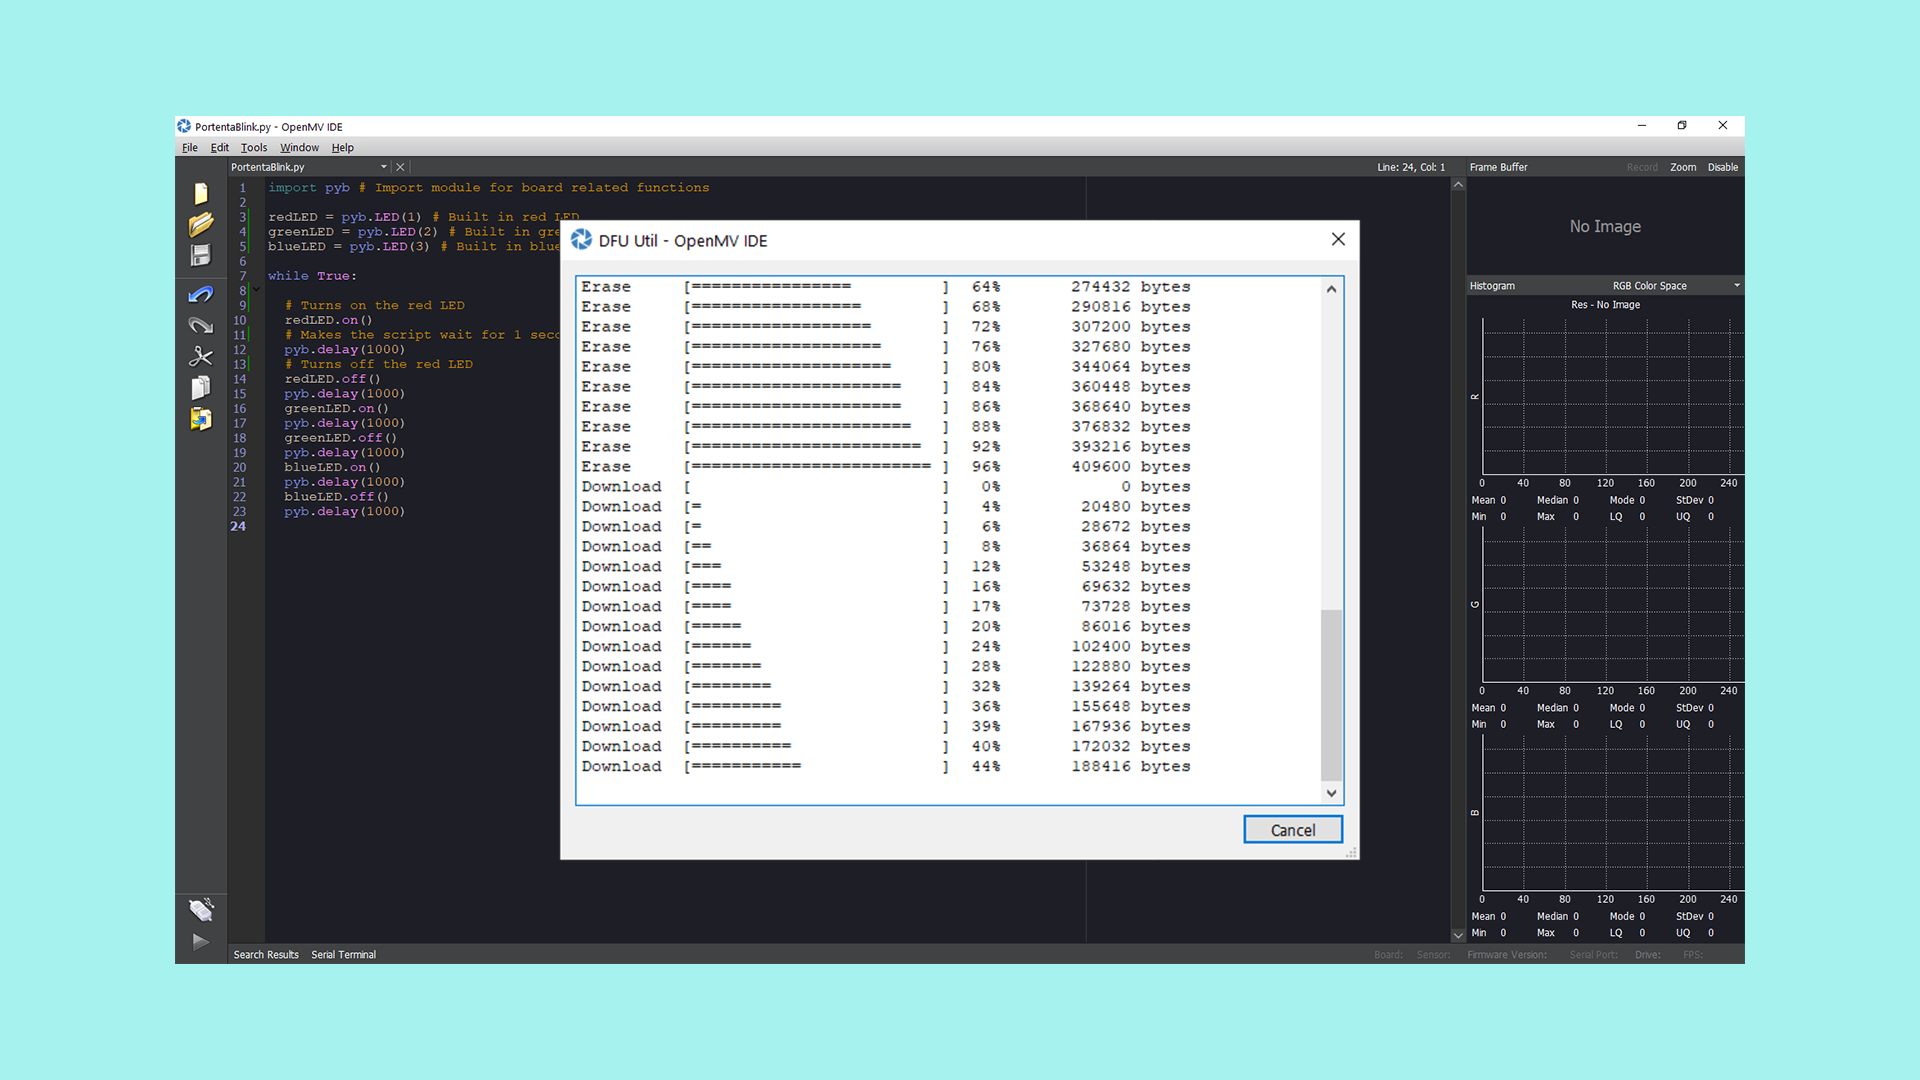 PortentaBlink.py - OpenMV IDE
File Edit Tools Window Help
PortentaBlink.py
Line: 24, Col: 1
1 import pyb # Import module for board related functions
2
3 redLED = pyb.LED(1) # Built in red LED
4 greenLED = pyb.LED(2) # Built in gre
5 blueLED = pyb.LED(3) # Built in blue
6
7 while True:
8
9 # Turns on the red LED
10 redLED.on()
11 # Makes the script wait for 1 seco
12 pyb.delay(1000)
13 # Turns off the red LED
14 redLED.off()
15 pyb.delay(1000)
16 greenLED.on()
17 pyb.delay(1000)
18 greenLED.off()
19 pyb.delay(1000)
20 blueLED.on()
21 pyb.delay(1000)
22 blueLED.off()
23 pyb.delay(1000)
24
DFU Util - OpenMV IDE
Erase [================ ] 64% 274432 bytes
Erase [================= ] 68% 290816 bytes
Erase [================== ] 72% 307200 bytes
Erase [=================== ] 76% 327680 bytes
Erase [==================== ] 80% 344064 bytes
Erase [===================== ] 84% 360448 bytes
Erase [===================== ] 86% 368640 bytes
Erase [====================== ] 88% 376832 bytes
Erase [======================= ] 92% 393216 bytes
Erase [======================== ] 96% 409600 bytes
Download [ ] 0% 0 bytes
Download [= ] 4% 20480 bytes
Download [= ] 6% 28672 bytes
Download [== ] 8% 36864 bytes
Download [=== ] 12% 53248 bytes
Download [==== ] 16% 69632 bytes
Download [==== ] 17% 73728 bytes
Download [===== ] 20% 86016 bytes
Download [====== ] 24% 102400 bytes
Download [======= ] 28% 122880 bytes
Download [======== ] 32% 139264 bytes
Download [========= ] 36% 155648 bytes
Download [========= ] 39% 167936 bytes
Download [========== ] 40% 172032 bytes
Download [=========== ] 44% 188416 bytes
Cancel
Frame Buffer Record Zoom Disable
No Image
Histogram RGB Color Space
Res - No Image
R
0 40 80 120 160 200 240
Mean 0 Median 0 Mode 0 StDev 0
Min 0 Max 0 LQ 0 UQ 0
G
0 40 80 120 160 200 240
Mean 0 Median 0 Mode 0 StDev 0
Min 0 Max 0 LQ 0 UQ 0
B
0 40 80 120 160 200 240
Mean 0 Median 0 Mode 0 StDev 0
Min 0 Max 0 LQ 0 UQ 0
Search Results Serial Terminal
Board: Sensor: Firmware Version: Serial Port: Drive: FPS: